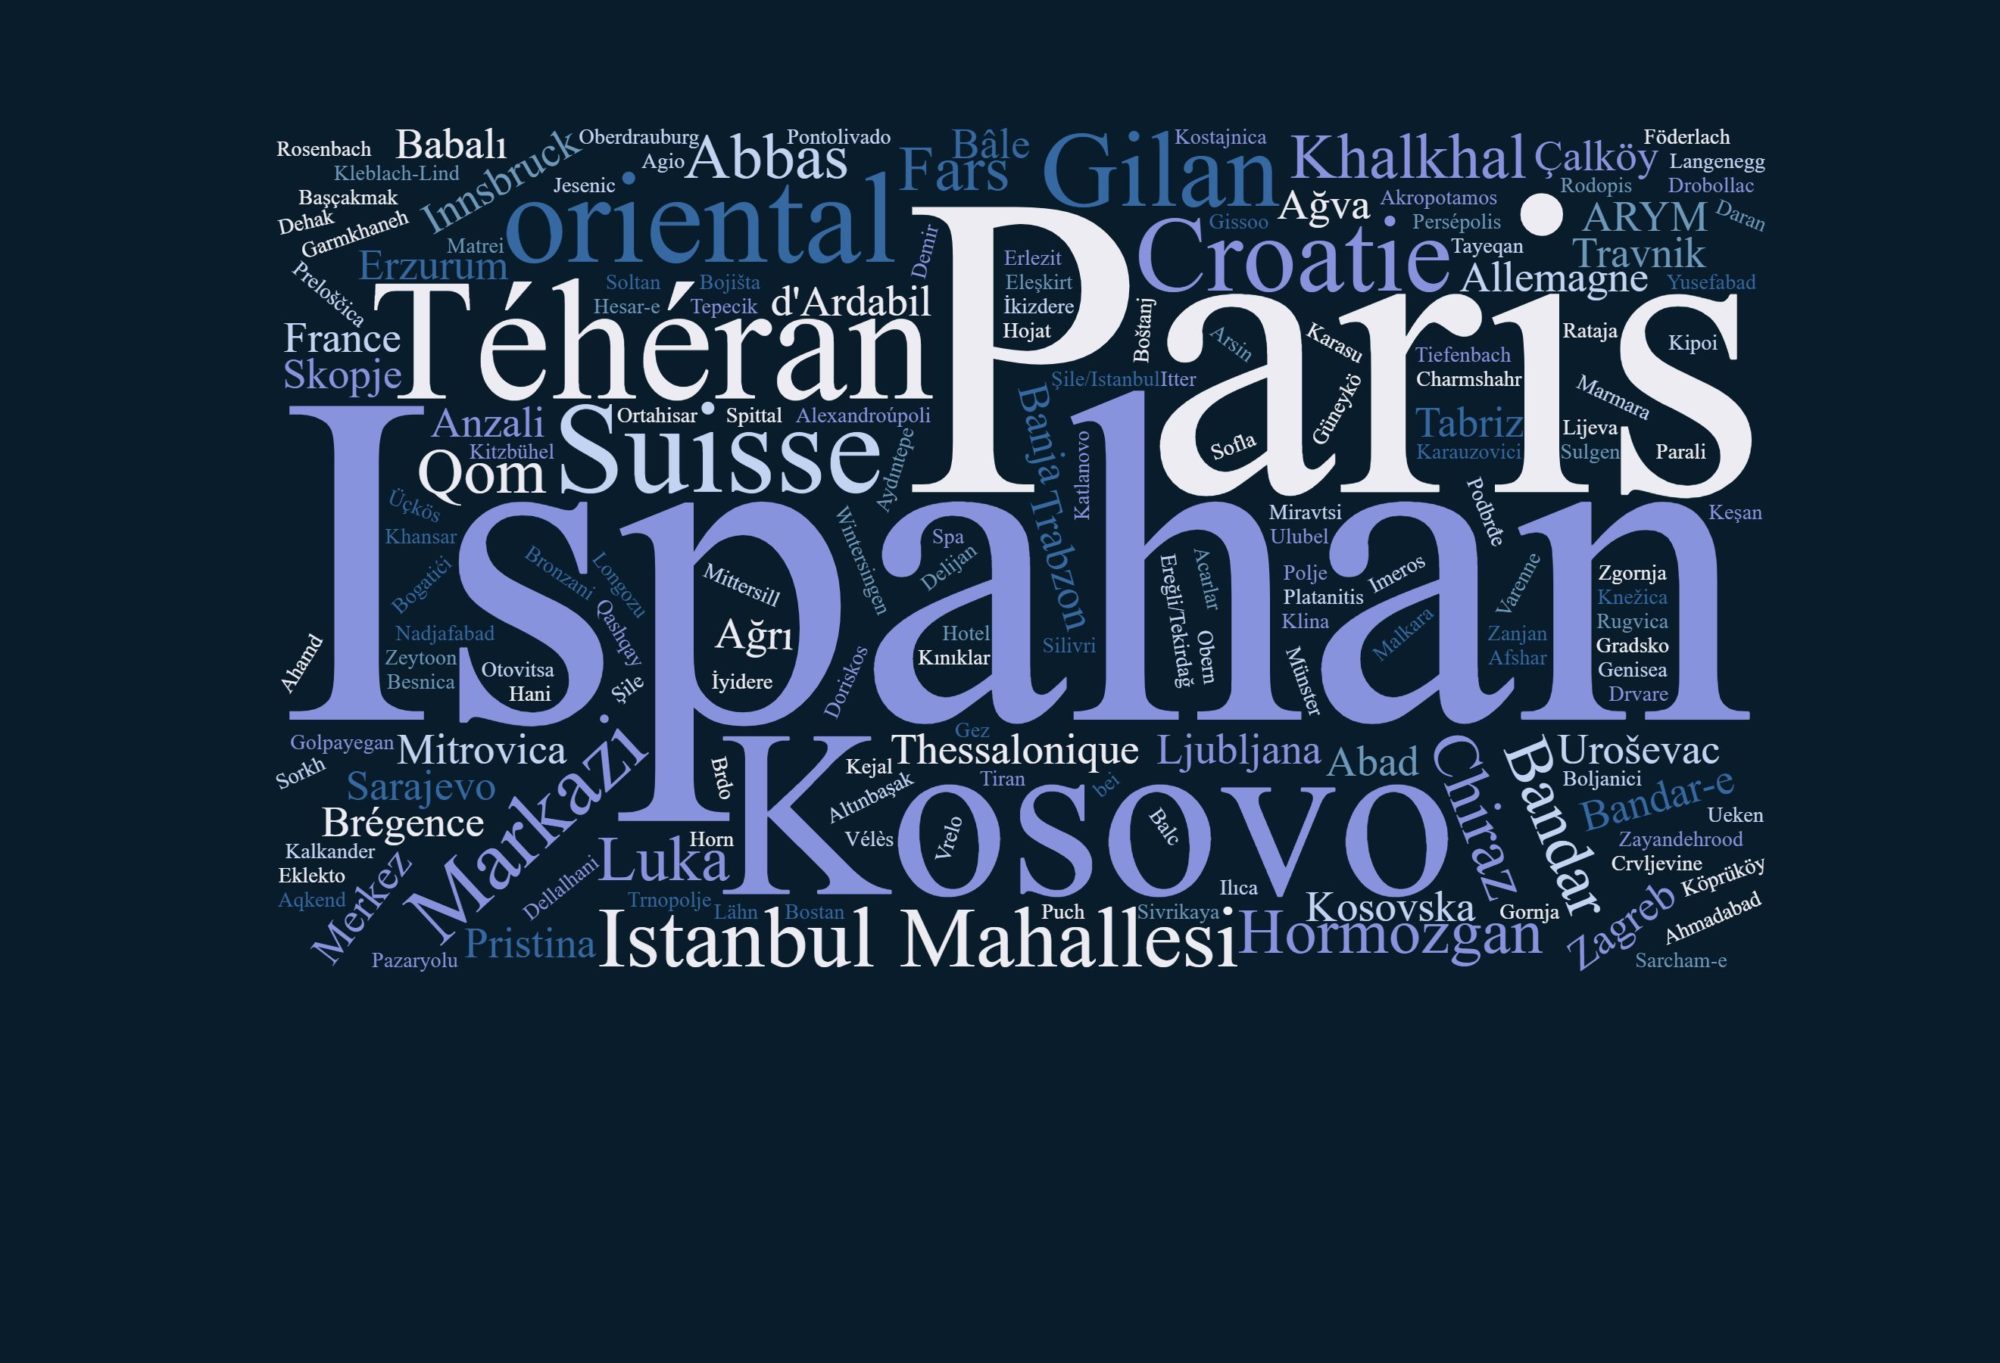 Rosenbach
Babalı
Innsbruck
Oberdrauburg
Pontolivado
Abbas
Agio
Bâle
Fars
Gilan
Kostajnica
Khalkhal
Çalköy
Föderlach
Langenegg
Kleblach-Lind
Jesenic
Başçakmak
Dehak
Garmkhaneh
oriental
Gissoo
Ağva
Akropotamos
Persépolis
Rodopis
Drobollac
ARYM
Daran
Matrei
Erzurum
Demir
Paris
Erlezit
Croatie
Tayeqan
Travnik
Preloščica
Soltan
Bojišta
Eleşkirt
Allemagne
Yusefabad
Téhéran
Hesar-e
Tepecik
d'Ardabil
İkizdere
Hojat
Boštanj
Arsin
Karasu
Rataja
Kipoi
France
Skopje
Tiefenbach
Charmshahr
Şile/Istanbul
Itter
Marmara
Güneykö
Anzali
Suisse
Ortahisar
Spittal
Alexandroúpoli
Banja
Tabriz
Lijeva
Kitzbühel
Qom
Aydıntepe
Katlanovo
Sofla
Karauzovici
Sulgen
Parali
Ispahan
Üçkös
Khansar
Wintersingen
Trabzon
Miravtsi
Ulubel
Podbrđe
Keşan
Spa
Delijan
Bronzani
Longozu
Bogatići
Mittersill
Ereğli/Tekirdağ
Acarlar
Polje
Platanitis
Klina
Imeros
Varenne
Zgornja
Knežica
Rugvica
Qashqay
Nadjafabad
Zeytoon
Besnica
Ağrı
Hotel
Kınıklar
Silivri
Malkara
Zanjan
Afshar
Gradsko
Genisea
Drvare
Ahamd
Otovitsa
Hani
Şile
İyidere
Doriskos
Obern
Münster
Golpayegan
Mitrovica
Markazi
Gez
Thessalonique
Ljubljana
Abad
Chiraz
Bandar
Uroševac
Sorkh
Sarajevo
Brdo
Kosovo
Kejal
Tiran
bei
Boljanici
Bandar-e
Altınbaşak
Brégence
Ueken
Kalkander
Eklekto
Aqkend
Merkez
Luka
Horn
Vélès
Vrelo
Balc
Zayandehrood
Crvljevine
Köprüköy
Dellalhani
Ilıca
Trnopolje
Lähn
Bostan
Puch
Sivrikaya
Kosovska
Gornja
Zagreb
Ahmadabad
Pazaryolu
Pristina
Istanbul
Mahallesi
Hormozgan
Sarcham-e